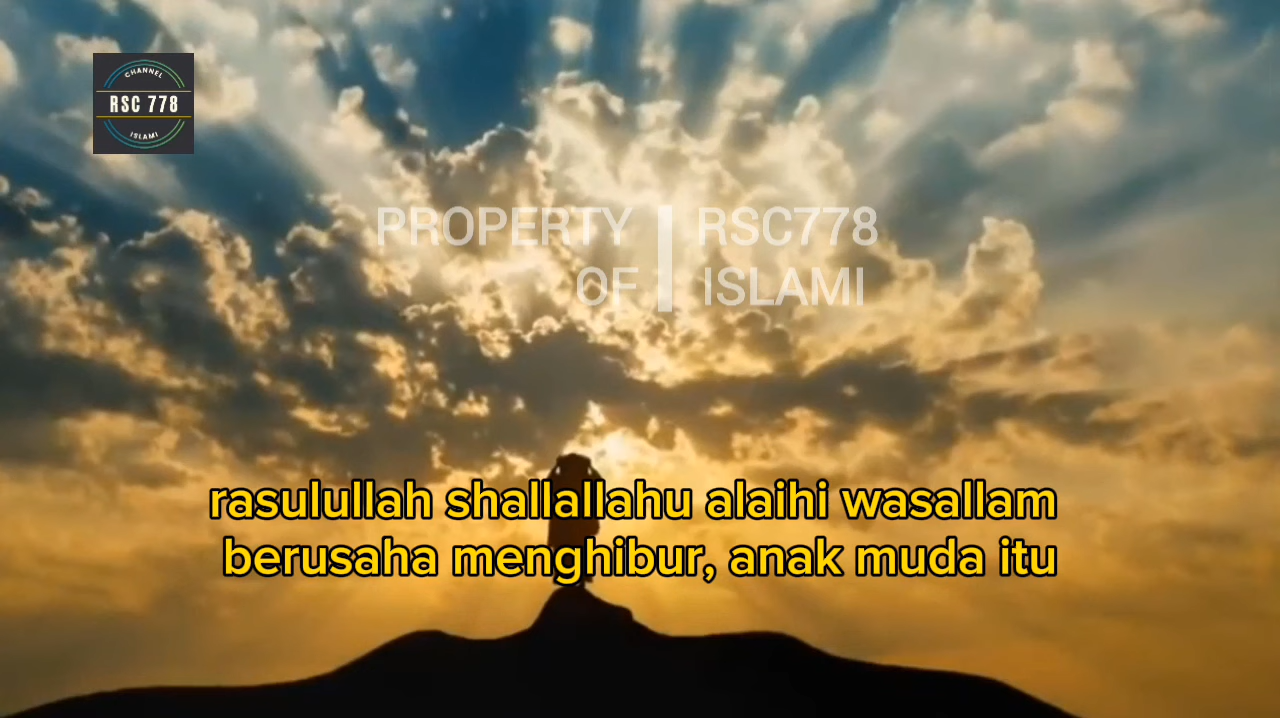 CHANNEL
RSC 778
ISLAMI
PROPERTY OF
RSC778 ISLAMI
rasulullah shallallahu alaihi wasallam
berusaha menghibur, anak muda itu